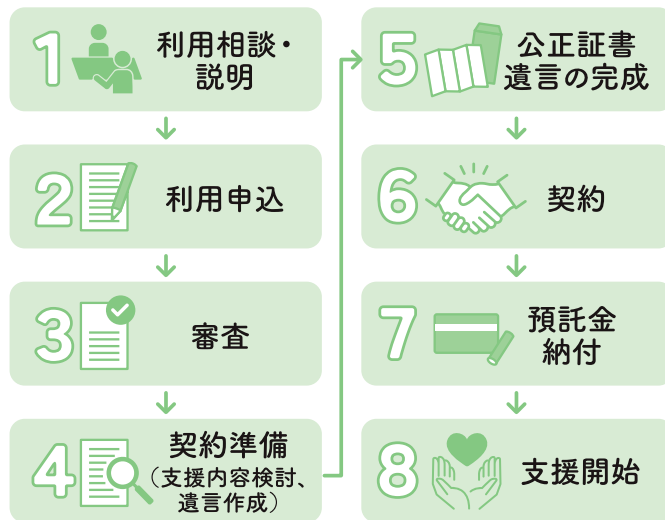 1
利用相談・
説明
2
利用申込
3
審査
4
契約準備
（支援内容検討、
遺言作成）
5
公正証書
遺言の完成
6
契約
7
預託金
納付
8
支援開始